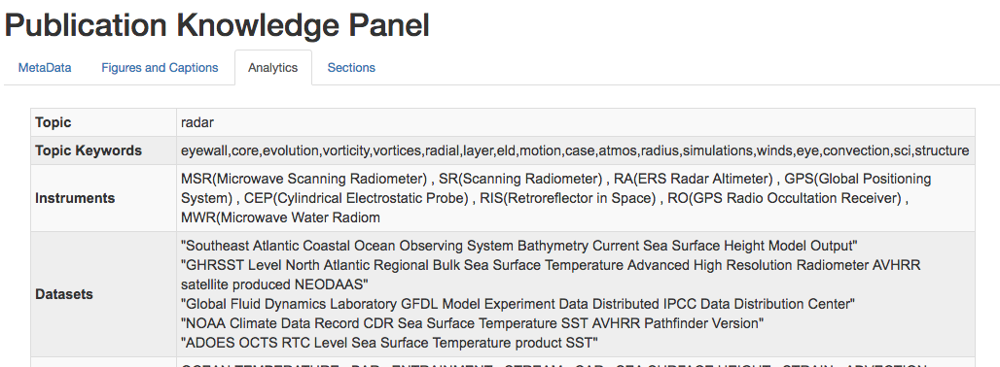 Publication Knowledge Panel
MetaData Figures and Captions Analytics Sections
Topic radar
Topic Keywords eyewall,core,evolution,vorticity,vortices,radial,layer,eld,motion,case,atmos,radius,simulations,winds,eye,convection,sci,structure
Instruments
MSR(Microwave Scanning Radiometer) , SR(Scanning Radiometer) , RA(ERS Radar Altimeter) , GPS(Global Positioning
System) , CEP(Cylindrical Electrostatic Probe) , RIS(Retroreflector in Space) , RO(GPS Radio Occultation Receiver) ,
MWR(Microwave Water Radiom
Datasets
"Southeast Atlantic Coastal Ocean Observing System Bathymetry Current Sea Surface Height Model Output"
"GHRSST Level North Atlantic Regional Bulk Sea Surface Temperature Advanced High Resolution Radiometer AVHRR
satellite produced NEODAAS"
"Global Fluid Dynamics Laboratory GFDL Model Experiment Data Distributed IPCC Data Distribution Center"
"NOAA Climate Data Record CDR Sea Surface Temperature SST AVHRR Pathfinder Version"
"ADOES OCTS RTC Level Sea Surface Temperature product SST"